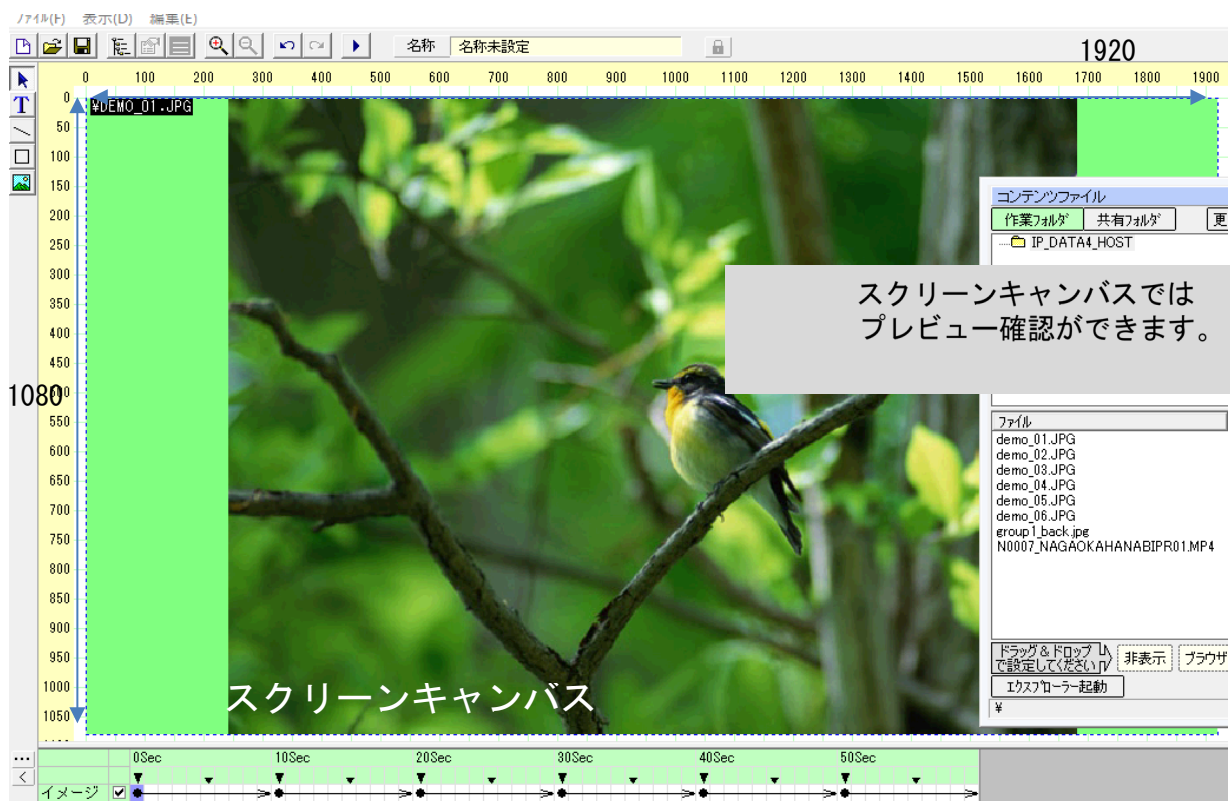 ﾌｧｲﾙ(F) 表示(D) 編集(E)
名称 名称未設定
1920
0 100 200 300 400 500 600 700 800 900 1000 1100 1200 1300 1400 1500 1600 1700 1800 1900
0
50
100
150
200
250
300
350
400
450
1080
550
600
650
700
750
800
850
900
950
1000
1050
¥DEMO_01.JPG
コンテンツファイル
作業ﾌｫﾙﾀﾞ 共有ﾌｫﾙﾀﾞ 更
IP_DATA4_HOST
スクリーンキャンバスでは
プレビュー確認ができます。
ﾌｧｲﾙ
demo_01.JPG
demo_02.JPG
demo_03.JPG
demo_04.JPG
demo_05.JPG
demo_06.JPG
group1_back.jpg
N0007_NAGAOKAHANABIPR01.MP4
ドラッグ&ドロップ
で設定してください
非表示 ブラウザ
ｴｸｽﾌﾟﾛｰﾗｰ起動
¥
スクリーンキャンバス
0Sec 10Sec 20Sec 30Sec 40Sec 50Sec
イメージ